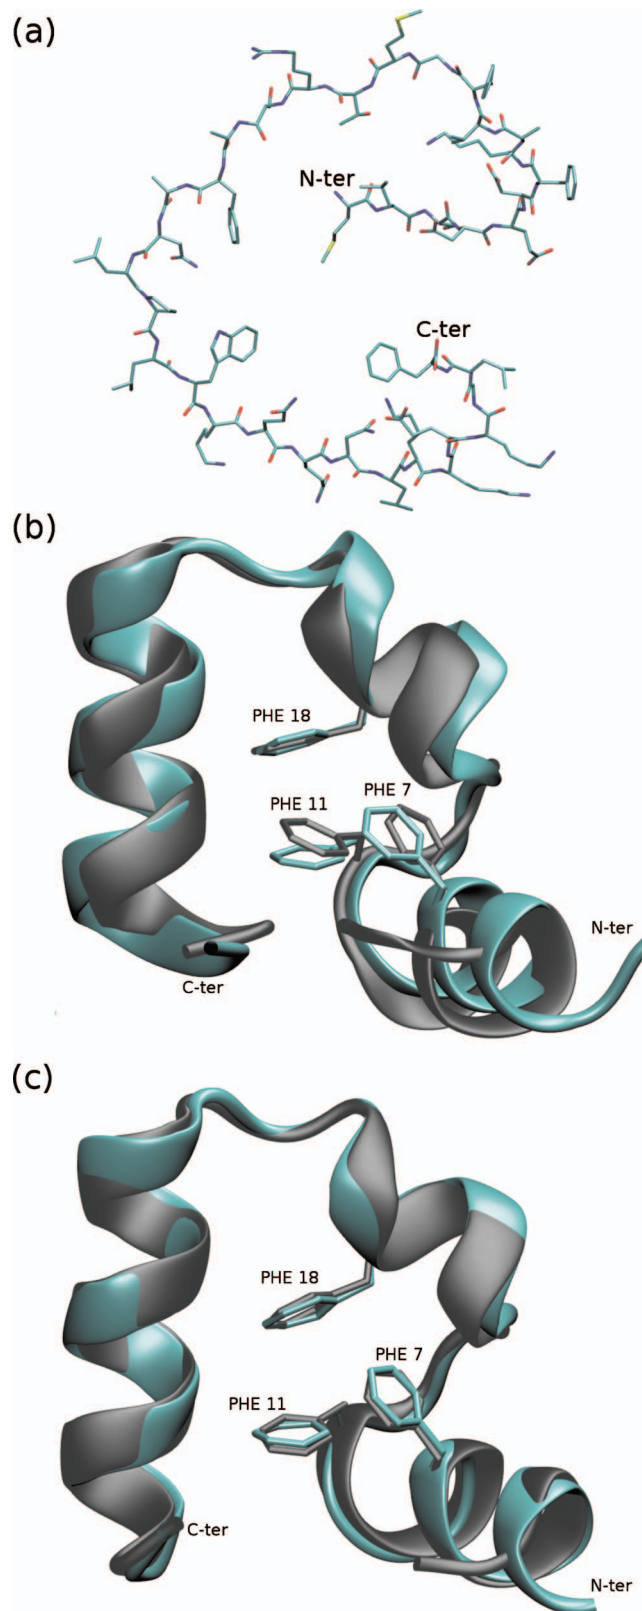 (a)
N-ter
C-ter
(b)
PHE 18
PHE 11
PHE 7
N-ter
C-ter
(c)
PHE 18
PHE 7
PHE 11
C-ter
N-ter